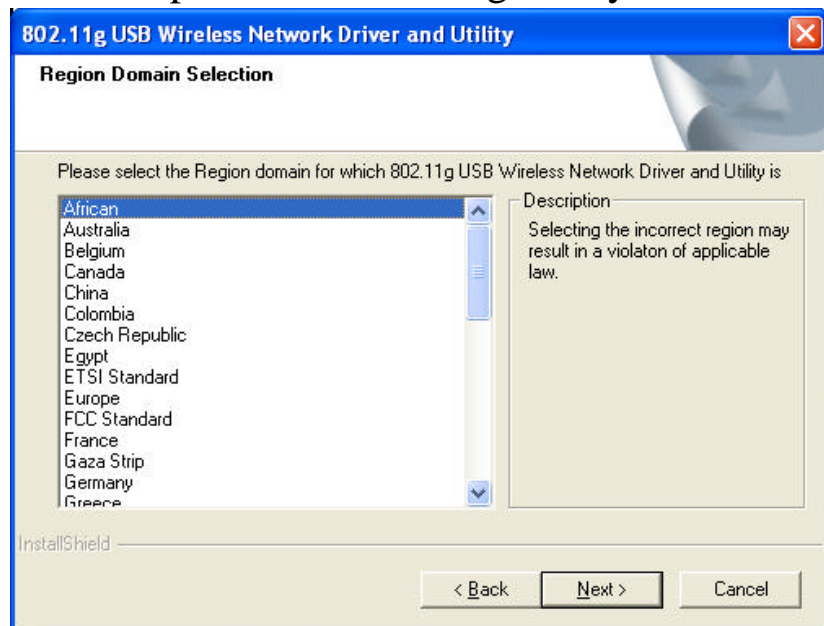 802.11g USB Wireless Network Driver and Utility
Region Domain Selection
Please select the Region domain for which 802.11g USB Wireless Network Driver and Utility is
African
Australia
Belgium
Canada
China
Colombia
Czech Republic
Egypt
ETSI Standard
Europe
FCC Standard
France
Gaza Strip
Germany
Greece
Description
Selecting the incorrect region may
result in a violaton of applicable
law.
InstallShield
< Back
Next >
Cancel